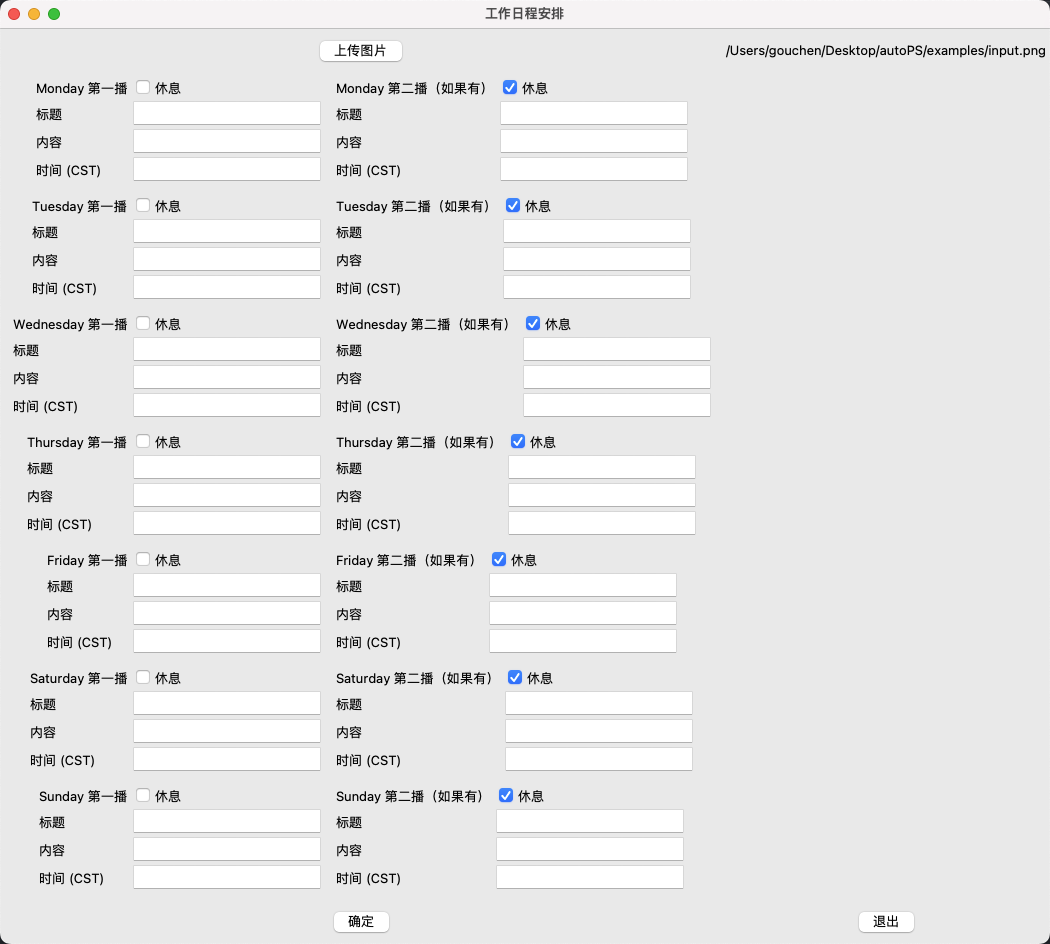 工作日程安排
上传图片 /Users/gouchen/Desktop/autoPS/examples/input.png
Monday 第一播 休息 Monday 第二播（如果有） 休息
标题 标题
内容 内容
时间 (CST) 时间 (CST)
Tuesday 第一播 休息 Tuesday 第二播（如果有） 休息
标题 标题
内容 内容
时间 (CST) 时间 (CST)
Wednesday 第一播 休息 Wednesday 第二播（如果有） 休息
标题 标题
内容 内容
时间 (CST) 时间 (CST)
Thursday 第一播 休息 Thursday 第二播（如果有） 休息
标题 标题
内容 内容
时间 (CST) 时间 (CST)
Friday 第一播 休息 Friday 第二播（如果有） 休息
标题 标题
内容 内容
时间 (CST) 时间 (CST)
Saturday 第一播 休息 Saturday 第二播（如果有） 休息
标题 标题
内容 内容
时间 (CST) 时间 (CST)
Sunday 第一播 休息 Sunday 第二播（如果有） 休息
标题 标题
内容 内容
时间 (CST) 时间 (CST)
确定 退出